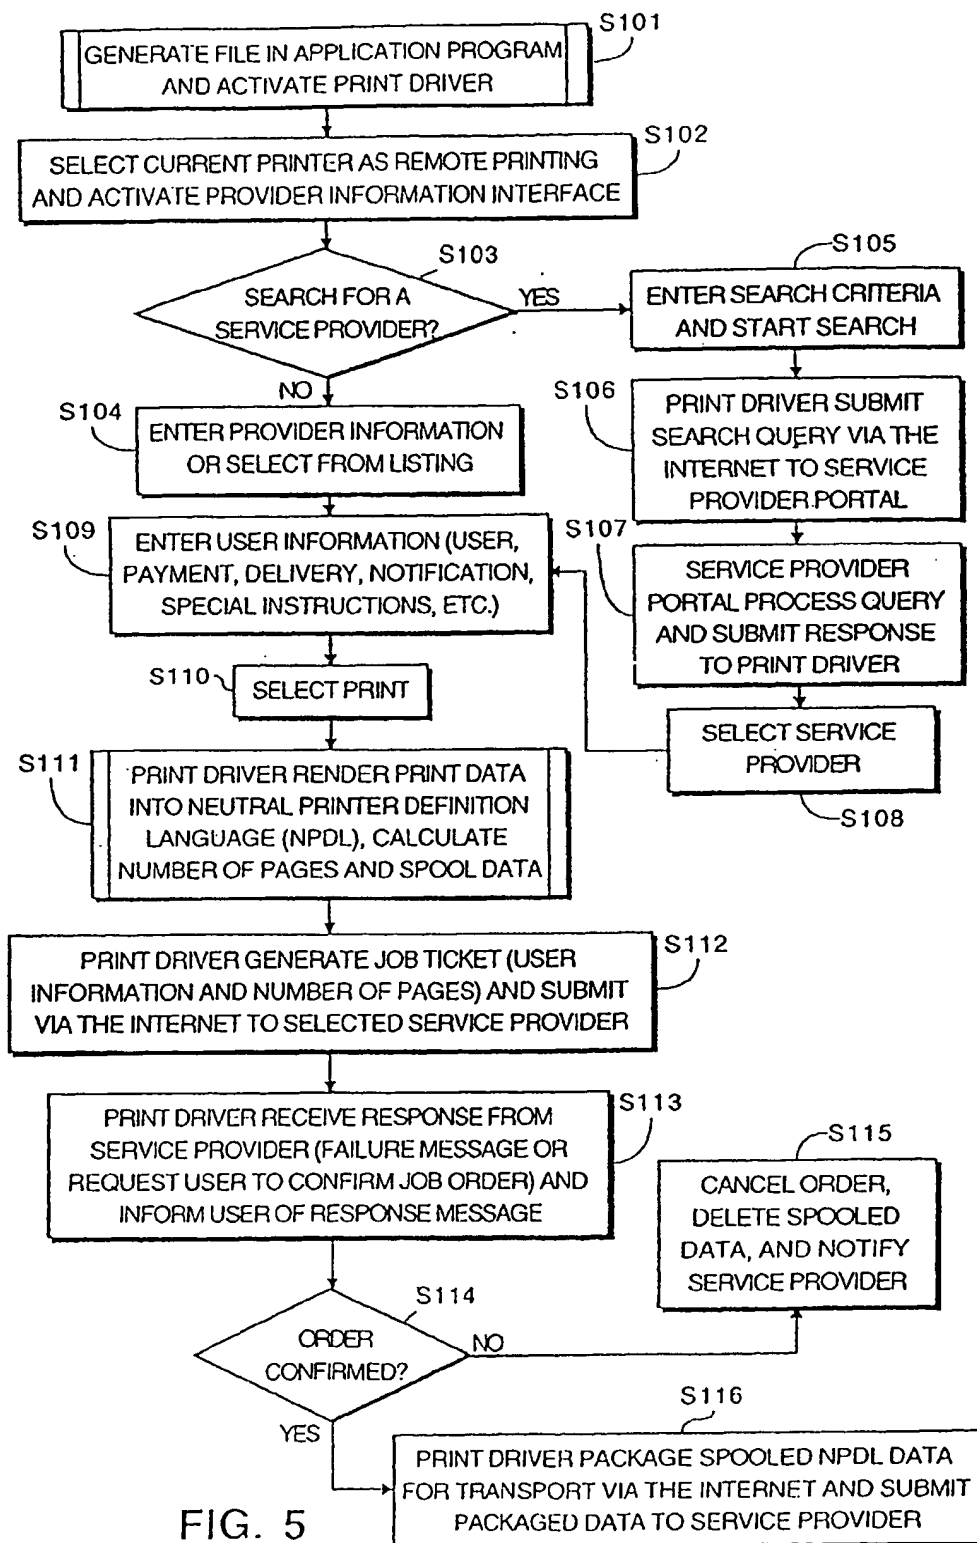 S101
GENERATE FILE IN APPLICATION PROGRAM
AND ACTIVATE PRINT DRIVER
S102
SELECT CURRENT PRINTER AS REMOTE PRINTING
AND ACTIVATE PROVIDER INFORMATION INTERFACE
S103
SEARCH FOR A
SERVICE PROVIDER?
YES
NO
S105
ENTER SEARCH CRITERIA
AND START SEARCH
S104
ENTER PROVIDER INFORMATION
OR SELECT FROM LISTING
S106
PRINT DRIVER SUBMIT
SEARCH QUERY VIA THE
INTERNET TO SERVICE
PROVIDER PORTAL
S107
SERVICE PROVIDER
PORTAL PROCESS QUERY
AND SUBMIT RESPONSE
TO PRINT DRIVER
SELECT SERVICE
PROVIDER
S108
S109
ENTER USER INFORMATION (USER,
PAYMENT, DELIVERY, NOTIFICATION,
SPECIAL INSTRUCTIONS, ETC.)
S110
SELECT PRINT
S111
PRINT DRIVER RENDER PRINT DATA
INTO NEUTRAL PRINTER DEFINITION
LANGUAGE (NPDL), CALCULATE
NUMBER OF PAGES AND SPOOL DATA
S112
PRINT DRIVER GENERATE JOB TICKET (USER
INFORMATION AND NUMBER OF PAGES) AND SUBMIT
VIA THE INTERNET TO SELECTED SERVICE PROVIDER
S113
PRINT DRIVER RECEIVE RESPONSE FROM
SERVICE PROVIDER (FAILURE MESSAGE OR
REQUEST USER TO CONFIRM JOB ORDER) AND
INFORM USER OF RESPONSE MESSAGE
S114
ORDER
CONFIRMED?
NO
YES
S115
CANCEL ORDER,
DELETE SPOOLED
DATA, AND NOTIFY
SERVICE PROVIDER
S116
PRINT DRIVER PACKAGE SPOOLED NPDL DATA
FOR TRANSPORT VIA THE INTERNET AND SUBMIT
PACKAGED DATA TO SERVICE PROVIDER
FIG. 5